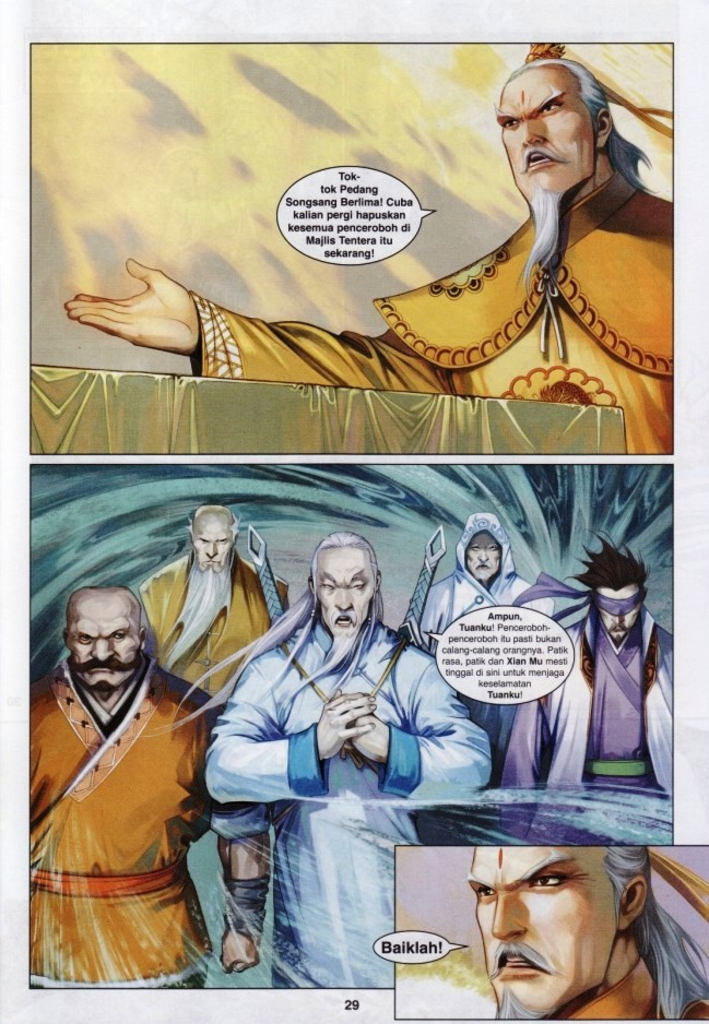 Tok-
tok Pedang
Songsang Berlima! Cuba
kalian pergi hapuskan
kesemua penceroboh di
Majlis Tentera itu
sekarang!
Ampun,
Tuanku! Penceroboh-
penceroboh itu pasti bukan
calang-calang orangnya. Patik
rasa, patik dan Xian Mu mesti
tinggal di sini untuk menjaga
keselamatan
Tuanku!
Baiklah!
29